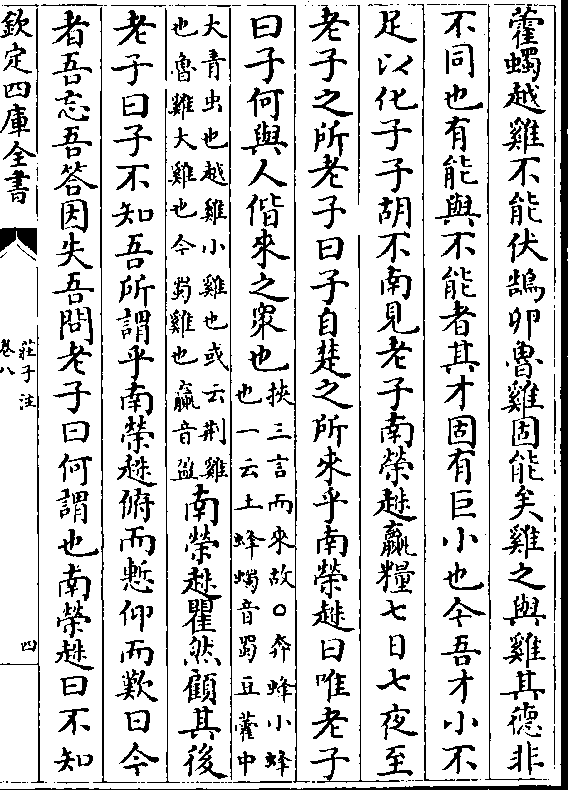 藿蠋越雞不能伏鵠卵魯雞固能矣雞之與雞其德非
不同也有能與不能者其才固有巨小也今吾才小不
足以化子子胡不南見老子南榮趎贏糧七日七夜至
老子之所老子曰子自楚之所來乎南榮趎曰唯老子
曰子何與人偕來之衆也
挾三言而來故○奔蜂小蜂
也一云土蜂蠋音蜀豆藿中
大青虫也越雞小雞也或云荆雞
也魯雞大雞也今蜀雞也贏音盈
南榮趎瞿然顧其後
老子曰子不知吾所謂乎南榮趎俯而慙仰而歎曰今
者吾忘吾答因失吾問老子曰何謂也南榮趎曰不知
欽定四庫全書
莊子注
卷八
四